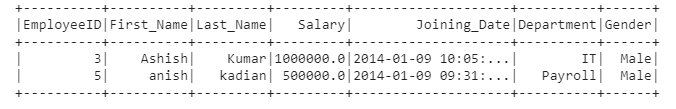 +----------+----------+---------+---------+--------------------+----------+------+
|EmployeeID|First_Name|Last_Name|   Salary|        Joining_Date|Department|Gender|
+----------+----------+---------+---------+--------------------+----------+------+
|         3|    Ashish|    Kumar|1000000.0|2014-01-09 10:05:...|        IT|  Male|
|         5|     anish|   kadian| 500000.0|2014-01-09 09:31:...|   Payroll|  Male|
+----------+----------+---------+---------+--------------------+----------+------+